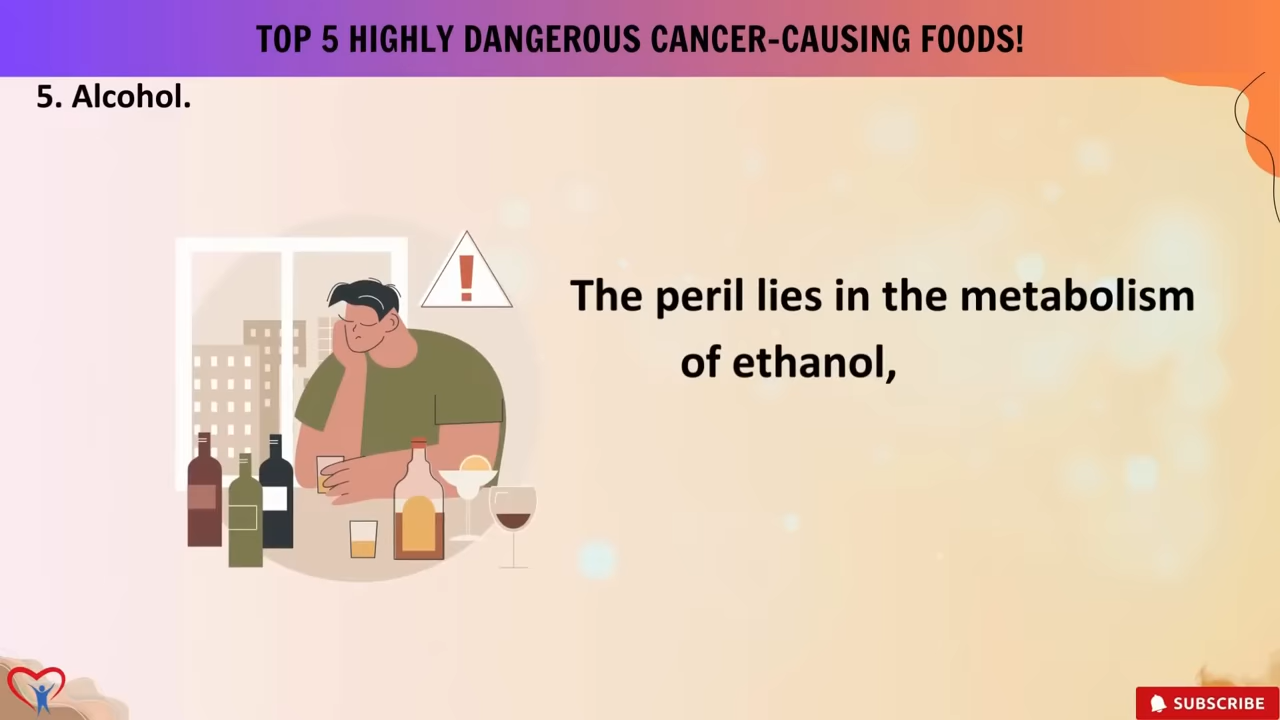 TOP 5 HIGHLY DANGEROUS CANCER-CAUSING FOODS!
5. Alcohol.
The peril lies in the metabolism
of ethanol,
SUBSCRIBE